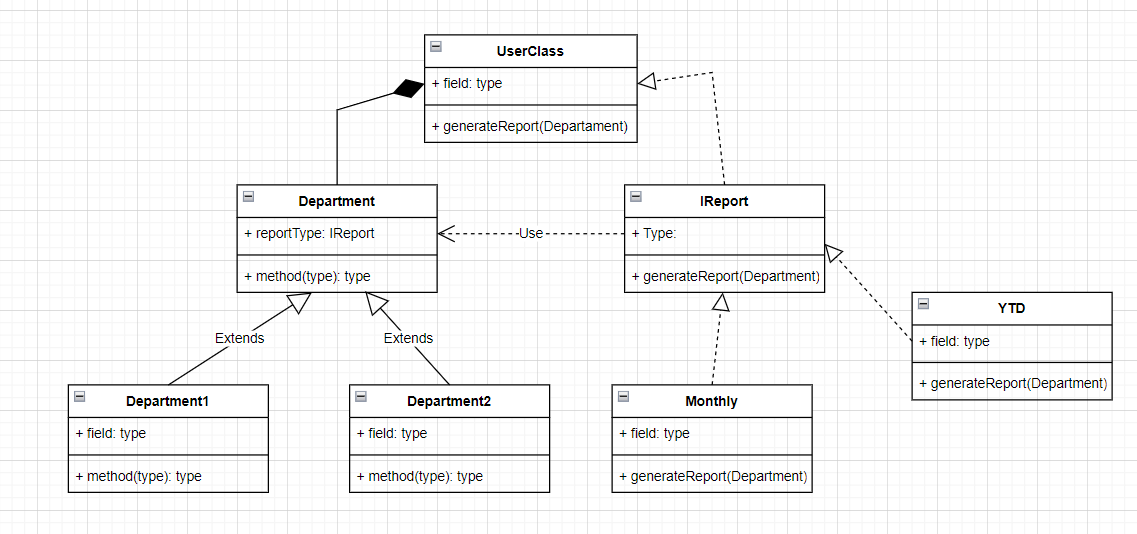 UserClass
+ field: type
+ generateReport(Departament)
Department
+ reportType: IReport
+ method(type): type
Use
IReport
+ Type:
+ generateReport(Department)
YTD
+ field: type
+ generateReport(Department)
Extends
Extends
Department1
+ field: type
+ method(type): type
Department2
+ field: type
+ method(type): type
Monthly
+ field: type
+ generateReport(Department)